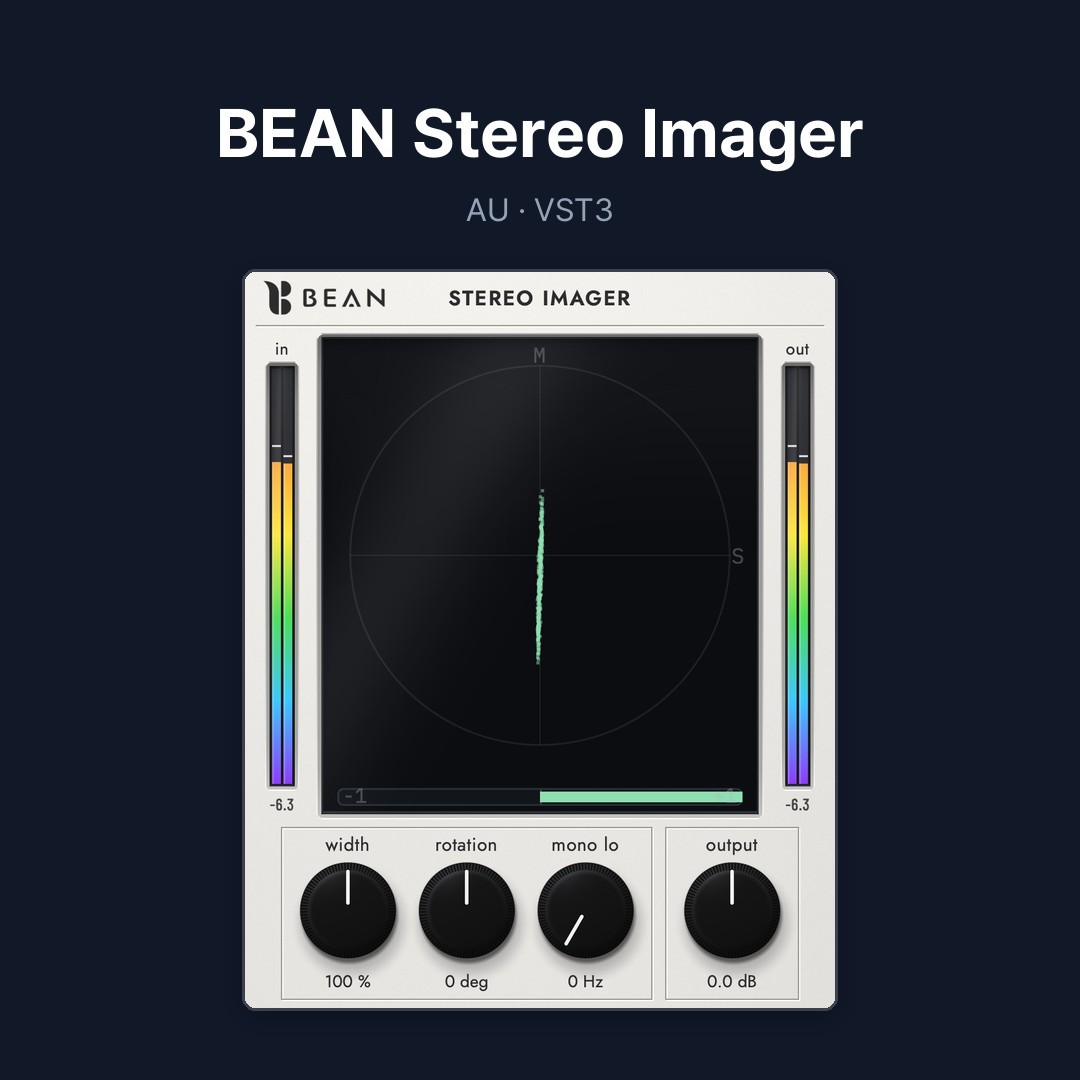 BEAN Stereo Imager
AU · VST3
BEAN STEREO IMAGER
in out
M
S
-1
-6.3 -6.3
width rotation mono lo output
100 % 0 deg 0 Hz 0.0 dB